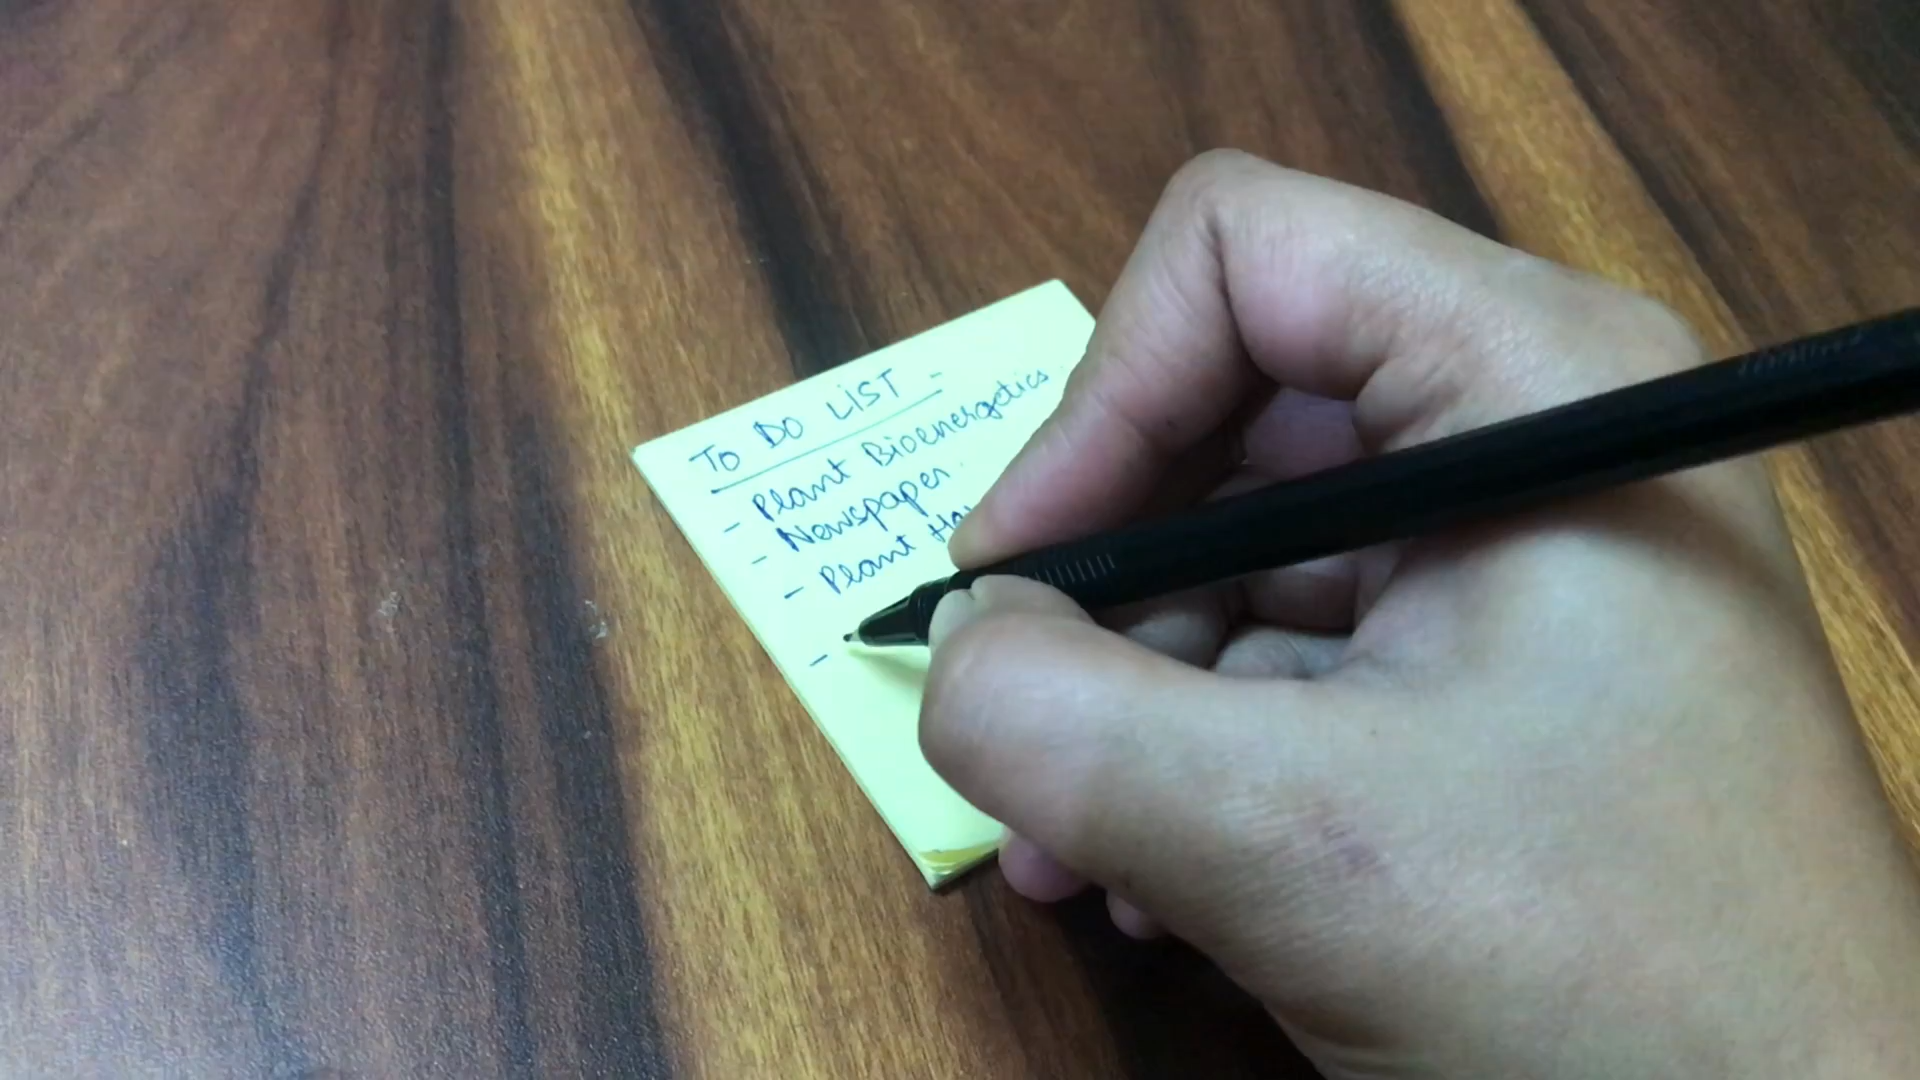 TO DO LIST -
- Plant Bioenergetics.
- Newspaper.
- Plant
-